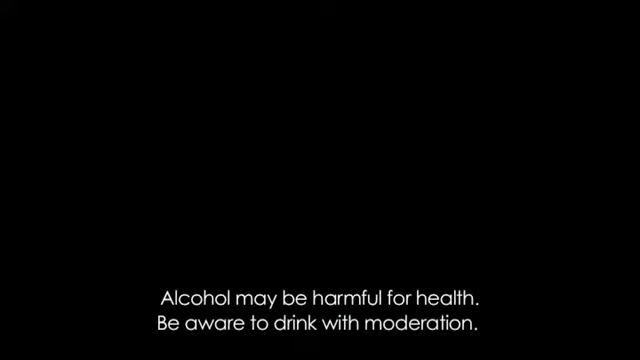 Alcohol may be harmful for health.
Be aware to drink with moderation.